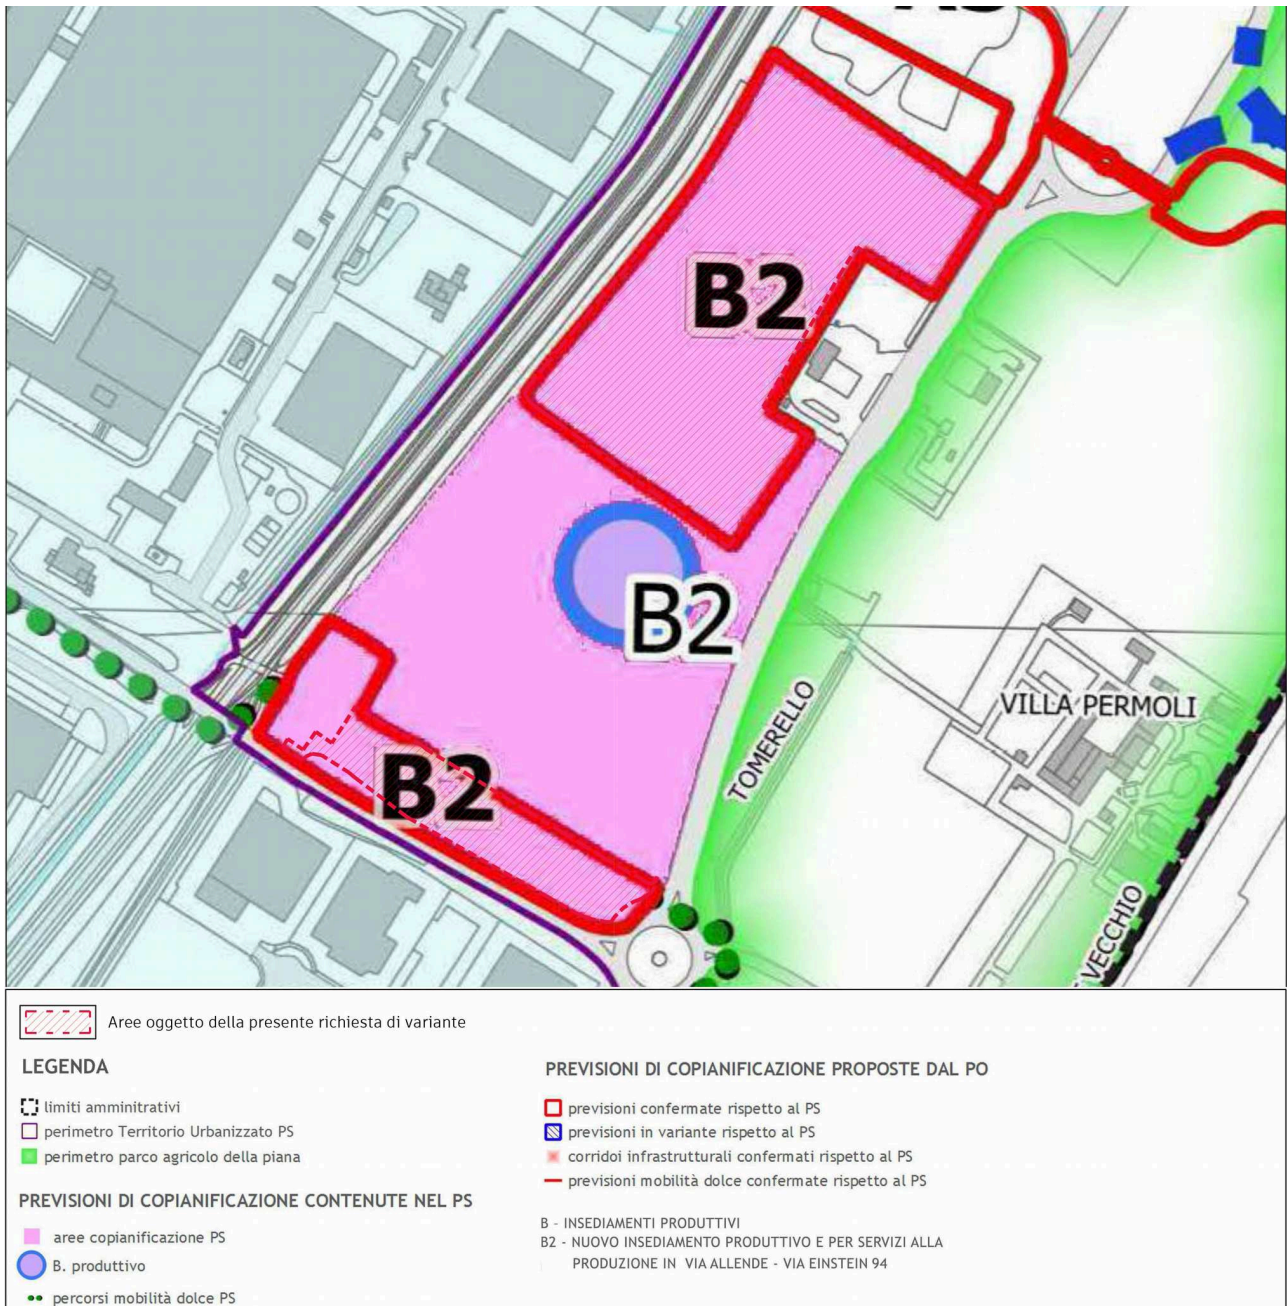 B2
B2
VILLA PERMOLI
TOMERELLO
B2
VECCHIO
Aree oggetto della presente richiesta di variante
LEGENDA
limiti amminitrativi
perimetro Territorio Urbanizzato PS
perimetro parco agricolo della piana
PREVISIONI DI COPIANIFICAZIONE CONTENUTE NEL PS
aree copianificazione PS
B. produttivo
percorsi mobilità dolce PS
PREVISIONI DI COPIANIFICAZIONE PROPOSTE DAL PO
previsioni confermate rispetto al PS
previsioni in variante rispetto al PS
corridoi infrastrutturali confermati rispetto al PS
previsioni mobilità dolce confermate rispetto al PS
B - INSEDIAMENTI PRODUTTIVI
B2 - NUOVO INSEDIAMENTO PRODUTTIVO E PER SERVIZI ALLA
PRODUZIONE IN VIA ALLENDE - VIA EINSTEIN 94